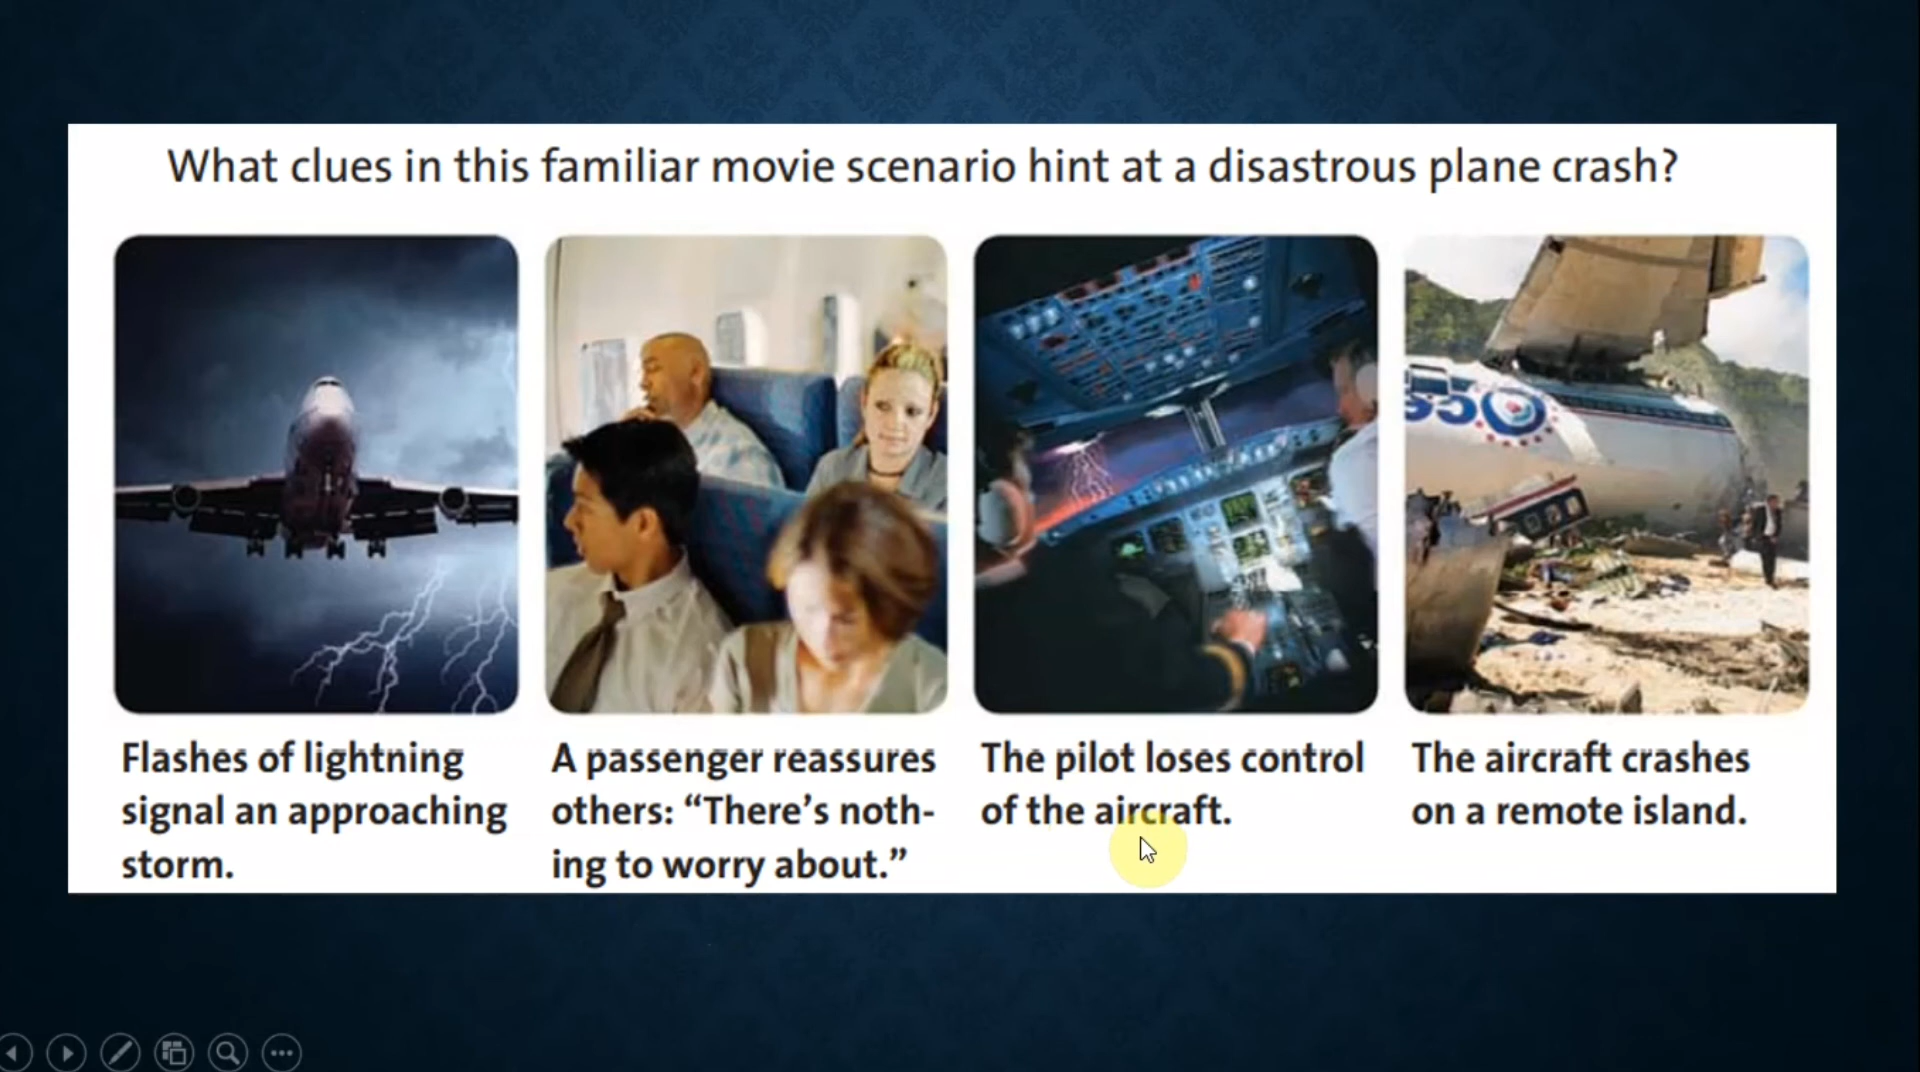 What clues in this familiar movie scenario hint at a disastrous plane crash?
Flashes of lightning
signal an approaching
storm.
A passenger reassures
others: “There’s noth-
ing to worry about.”
The pilot loses control
of the aircraft.
The aircraft crashes
on a remote island.